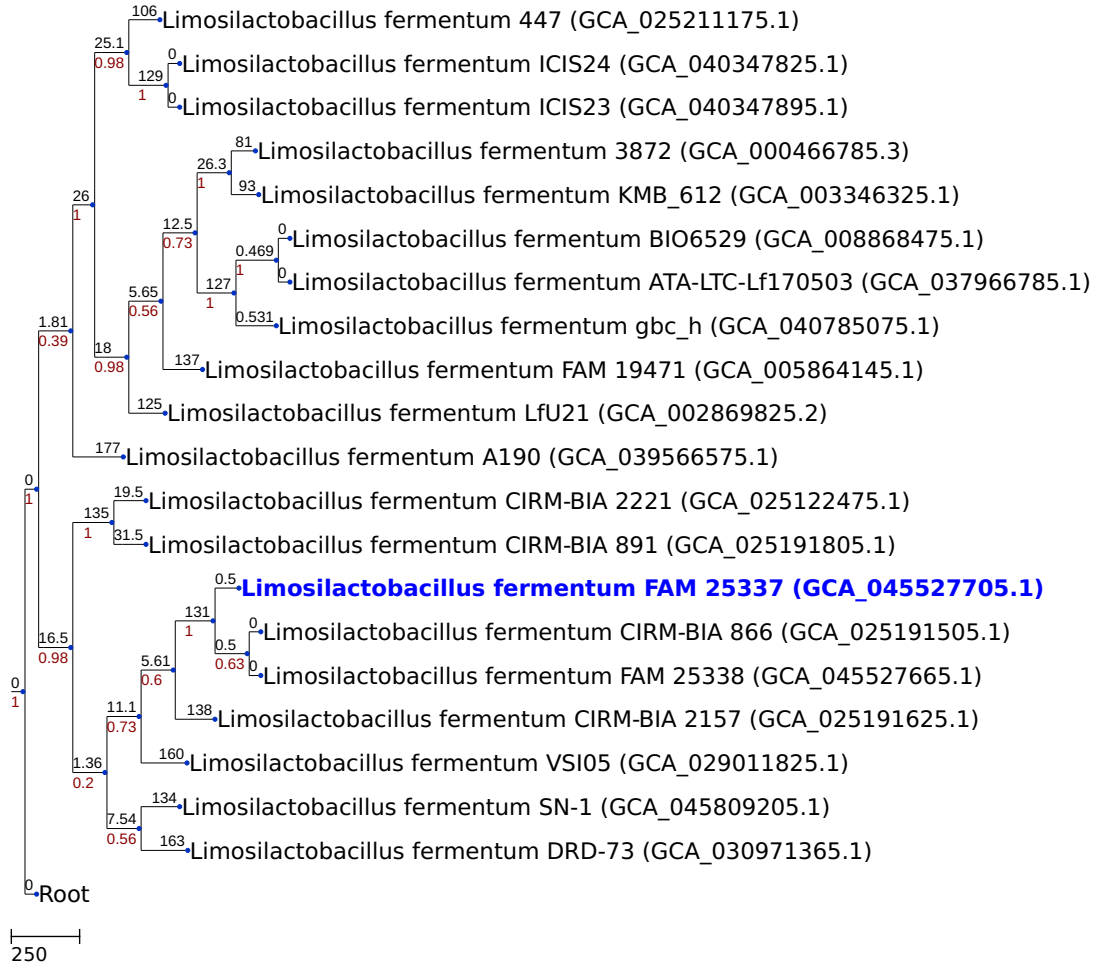 106
Limosilactobacillus fermentum 447 (GCA_025211175.1)
25.1
0.98
0
Limosilactobacillus fermentum ICIS24 (GCA_040347825.1)
129
1
0
Limosilactobacillus fermentum ICIS23 (GCA_040347895.1)
26
1
81
Limosilactobacillus fermentum 3872 (GCA_000466785.3)
26.3
1
93
Limosilactobacillus fermentum KMB_612 (GCA_003346325.1)
12.5
0.73
0
Limosilactobacillus fermentum BIO6529 (GCA_008868475.1)
0.469
1
0
Limosilactobacillus fermentum ATA-LTC-Lf170503 (GCA_037966785.1)
127
1
0.531
Limosilactobacillus fermentum gbc_h (GCA_040785075.1)
5.65
0.56
137
Limosilactobacillus fermentum FAM 19471 (GCA_005864145.1)
18
0.98
125
Limosilactobacillus fermentum LfU21 (GCA_002869825.2)
1.81
0.39
177
Limosilactobacillus fermentum A190 (GCA_039566575.1)
0
1
19.5
Limosilactobacillus fermentum CIRM-BIA 2221 (GCA_025122475.1)
135
1
31.5
Limosilactobacillus fermentum CIRM-BIA 891 (GCA_025191805.1)
16.5
0.98
0.5
Limosilactobacillus fermentum FAM 25337 (GCA_045527705.1)
131
1
0
Limosilactobacillus fermentum CIRM-BIA 866 (GCA_025191505.1)
0.5
0.63
0
Limosilactobacillus fermentum FAM 25338 (GCA_045527665.1)
5.61
0.6
138
Limosilactobacillus fermentum CIRM-BIA 2157 (GCA_025191625.1)
11.1
0.73
160
Limosilactobacillus fermentum VSI05 (GCA_029011825.1)
1.36
0.2
134
Limosilactobacillus fermentum SN-1 (GCA_045809205.1)
7.54
0.56
163
Limosilactobacillus fermentum DRD-73 (GCA_030971365.1)
0
1
0
Root
250